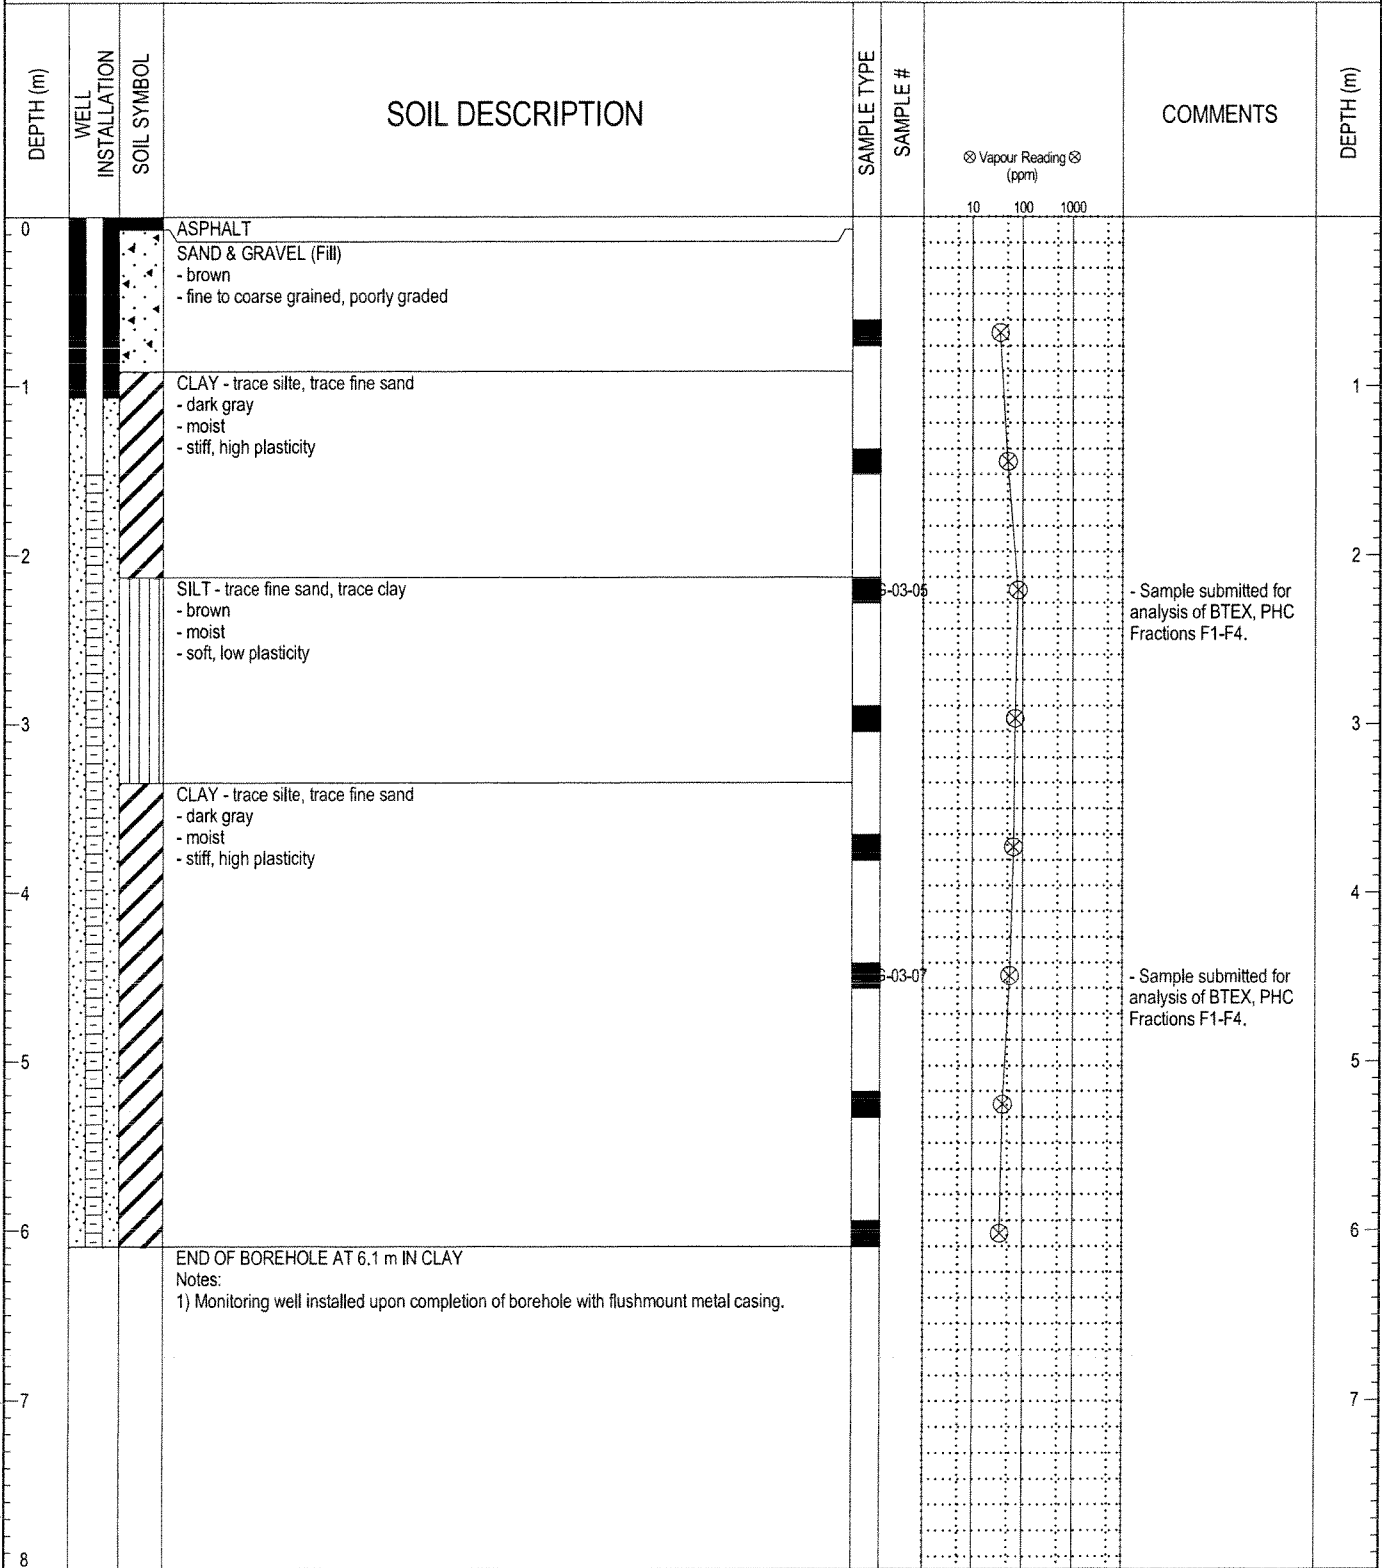 DEPTH (m)
WELL
INSTALLATION
SOIL SYMBOL
SOIL DESCRIPTION
SAMPLE TYPE
SAMPLE #
⊗ Vapour Reading ⊗
(ppm)
10 100 1000
COMMENTS
DEPTH (m)
0
ASPHALT
SAND & GRAVEL (Fill)
- brown
- fine to coarse grained, poorly graded
1
CLAY - trace silte, trace fine sand
1
- dark gray
- moist
- stiff, high plasticity
2
2
SILT - trace fine sand, trace clay
- brown
- moist
- soft, low plasticity
-03-05
- Sample submitted for
analysis of BTEX, PHC
Fractions F1-F4.
3
3
CLAY - trace silte, trace fine sand
- dark gray
- moist
- stiff, high plasticity
4
4
-03-07
- Sample submitted for
analysis of BTEX, PHC
Fractions F1-F4.
5
5
6
6
END OF BOREHOLE AT 6.1 m IN CLAY
Notes:
1) Monitoring well installed upon completion of borehole with flushmount metal casing.
7
7
8